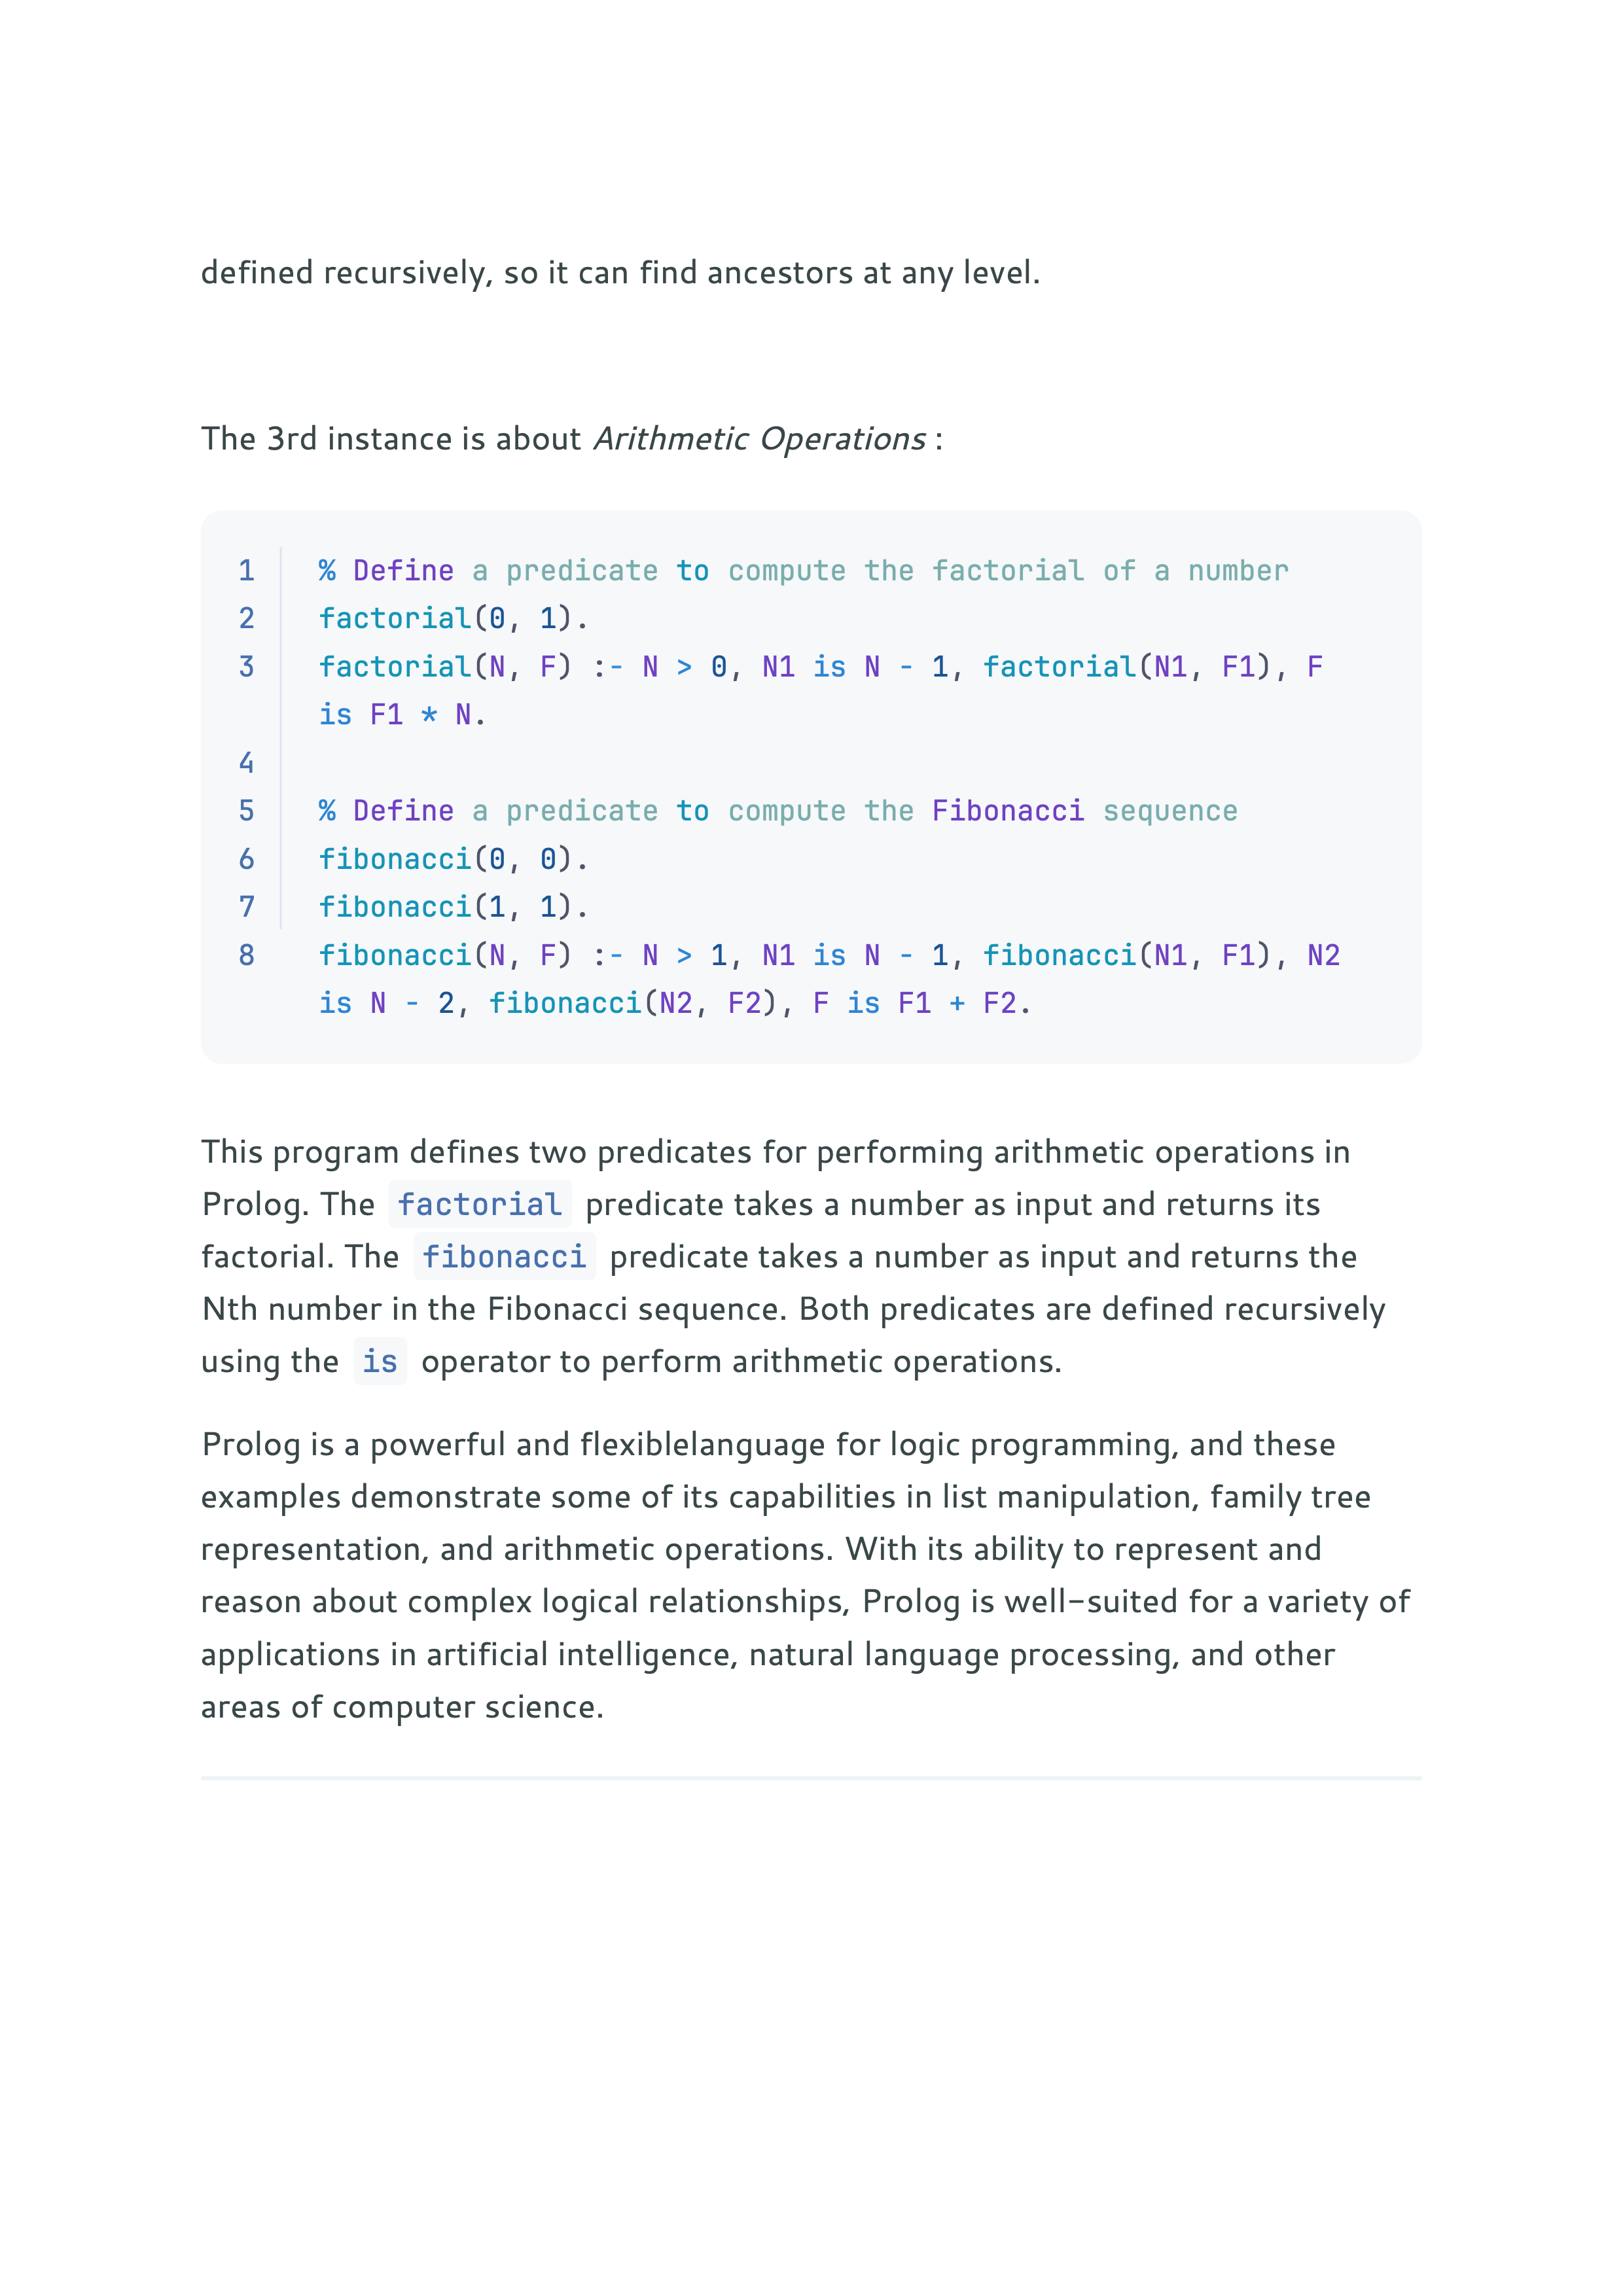 defined recursively, so it can find ancestors at any level.
The 3rd instance is about Arithmetic Operations :
1 % Define a predicate to compute the factorial of a number
2 factorial(0, 1).
3 factorial(N, F) :- N > 0, N1 is N - 1, factorial(N1, F1), F
is F1 * N.
4
5 % Define a predicate to compute the Fibonacci sequence
6 fibonacci(0, 0).
7 fibonacci(1, 1).
8 fibonacci(N, F) :- N > 1, N1 is N - 1, fibonacci(N1, F1), N2
is N - 2, fibonacci(N2, F2), F is F1 + F2.
This program defines two predicates for performing arithmetic operations in
Prolog. The factorial predicate takes a number as input and returns its
factorial. The fibonacci predicate takes a number as input and returns the
Nth number in the Fibonacci sequence. Both predicates are defined recursively
using the is operator to perform arithmetic operations.
Prolog is a powerful and flexiblelanguage for logic programming, and these
examples demonstrate some of its capabilities in list manipulation, family tree
representation, and arithmetic operations. With its ability to represent and
reason about complex logical relationships, Prolog is well-suited for a variety of
applications in artificial intelligence, natural language processing, and other
areas of computer science.